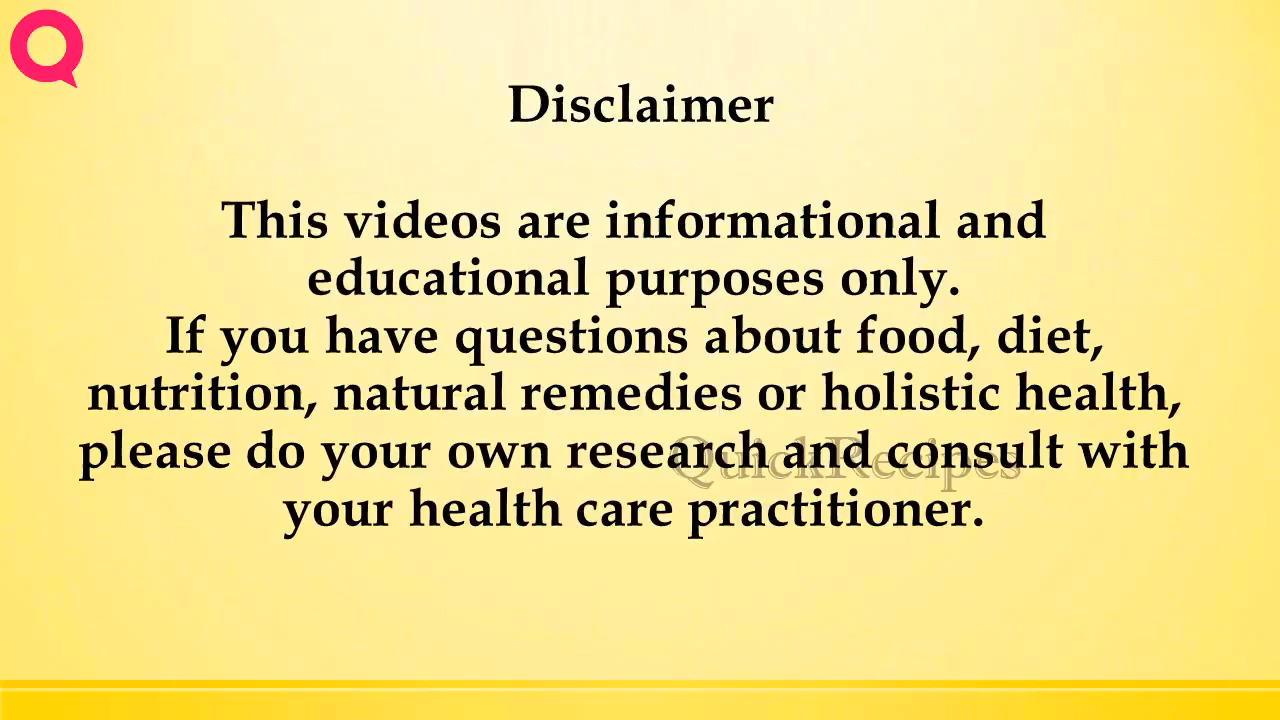 Disclaimer
This videos are informational and
educational purposes only.
If you have questions about food, diet,
nutrition, natural remedies or holistic health,
please do your own research and consult with
QuickRecipes
your health care practitioner.